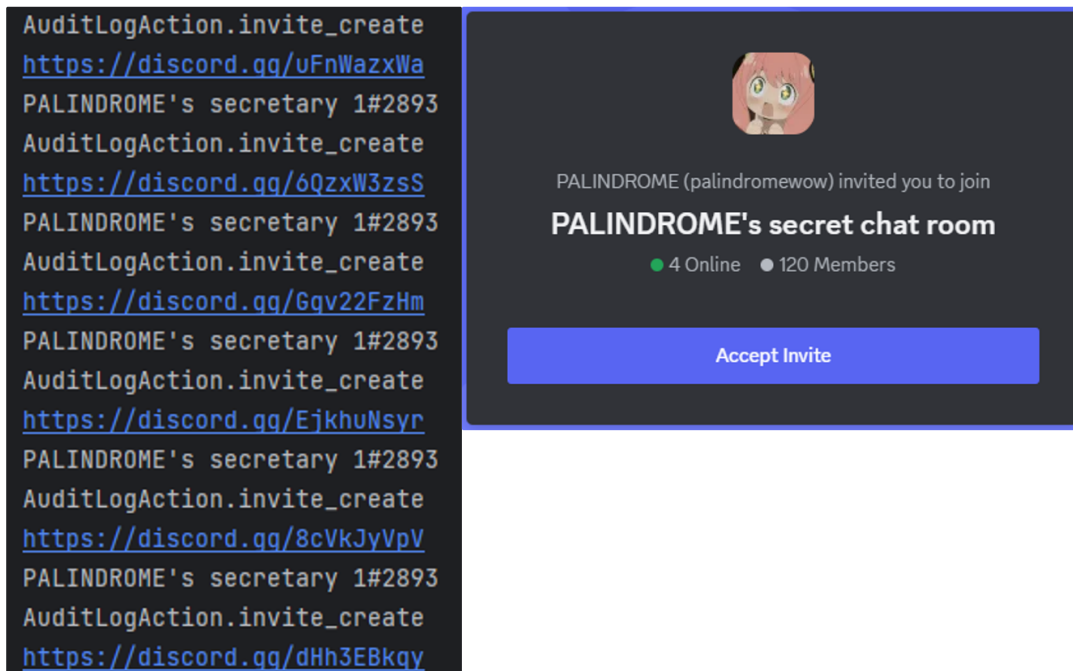 AuditLogAction.invite_create
https://discord.gg/uFnWazxWa
PALINDROME's secretary 1#2893
AuditLogAction.invite_create
https://discord.gg/6QzxW3zsS
PALINDROME's secretary 1#2893
AuditLogAction.invite_create
https://discord.gg/Gqv22FzHm
PALINDROME's secretary 1#2893
AuditLogAction.invite_create
https://discord.gg/EjkhuNsyr
PALINDROME's secretary 1#2893
AuditLogAction.invite_create
https://discord.gg/8cVkJyVpV
PALINDROME's secretary 1#2893
AuditLogAction.invite_create
https://discord.gg/dHh3EBkqy
PALINDROME (palindromewow) invited you to join
PALINDROME's secret chat room
4 Online 120 Members
Accept Invite